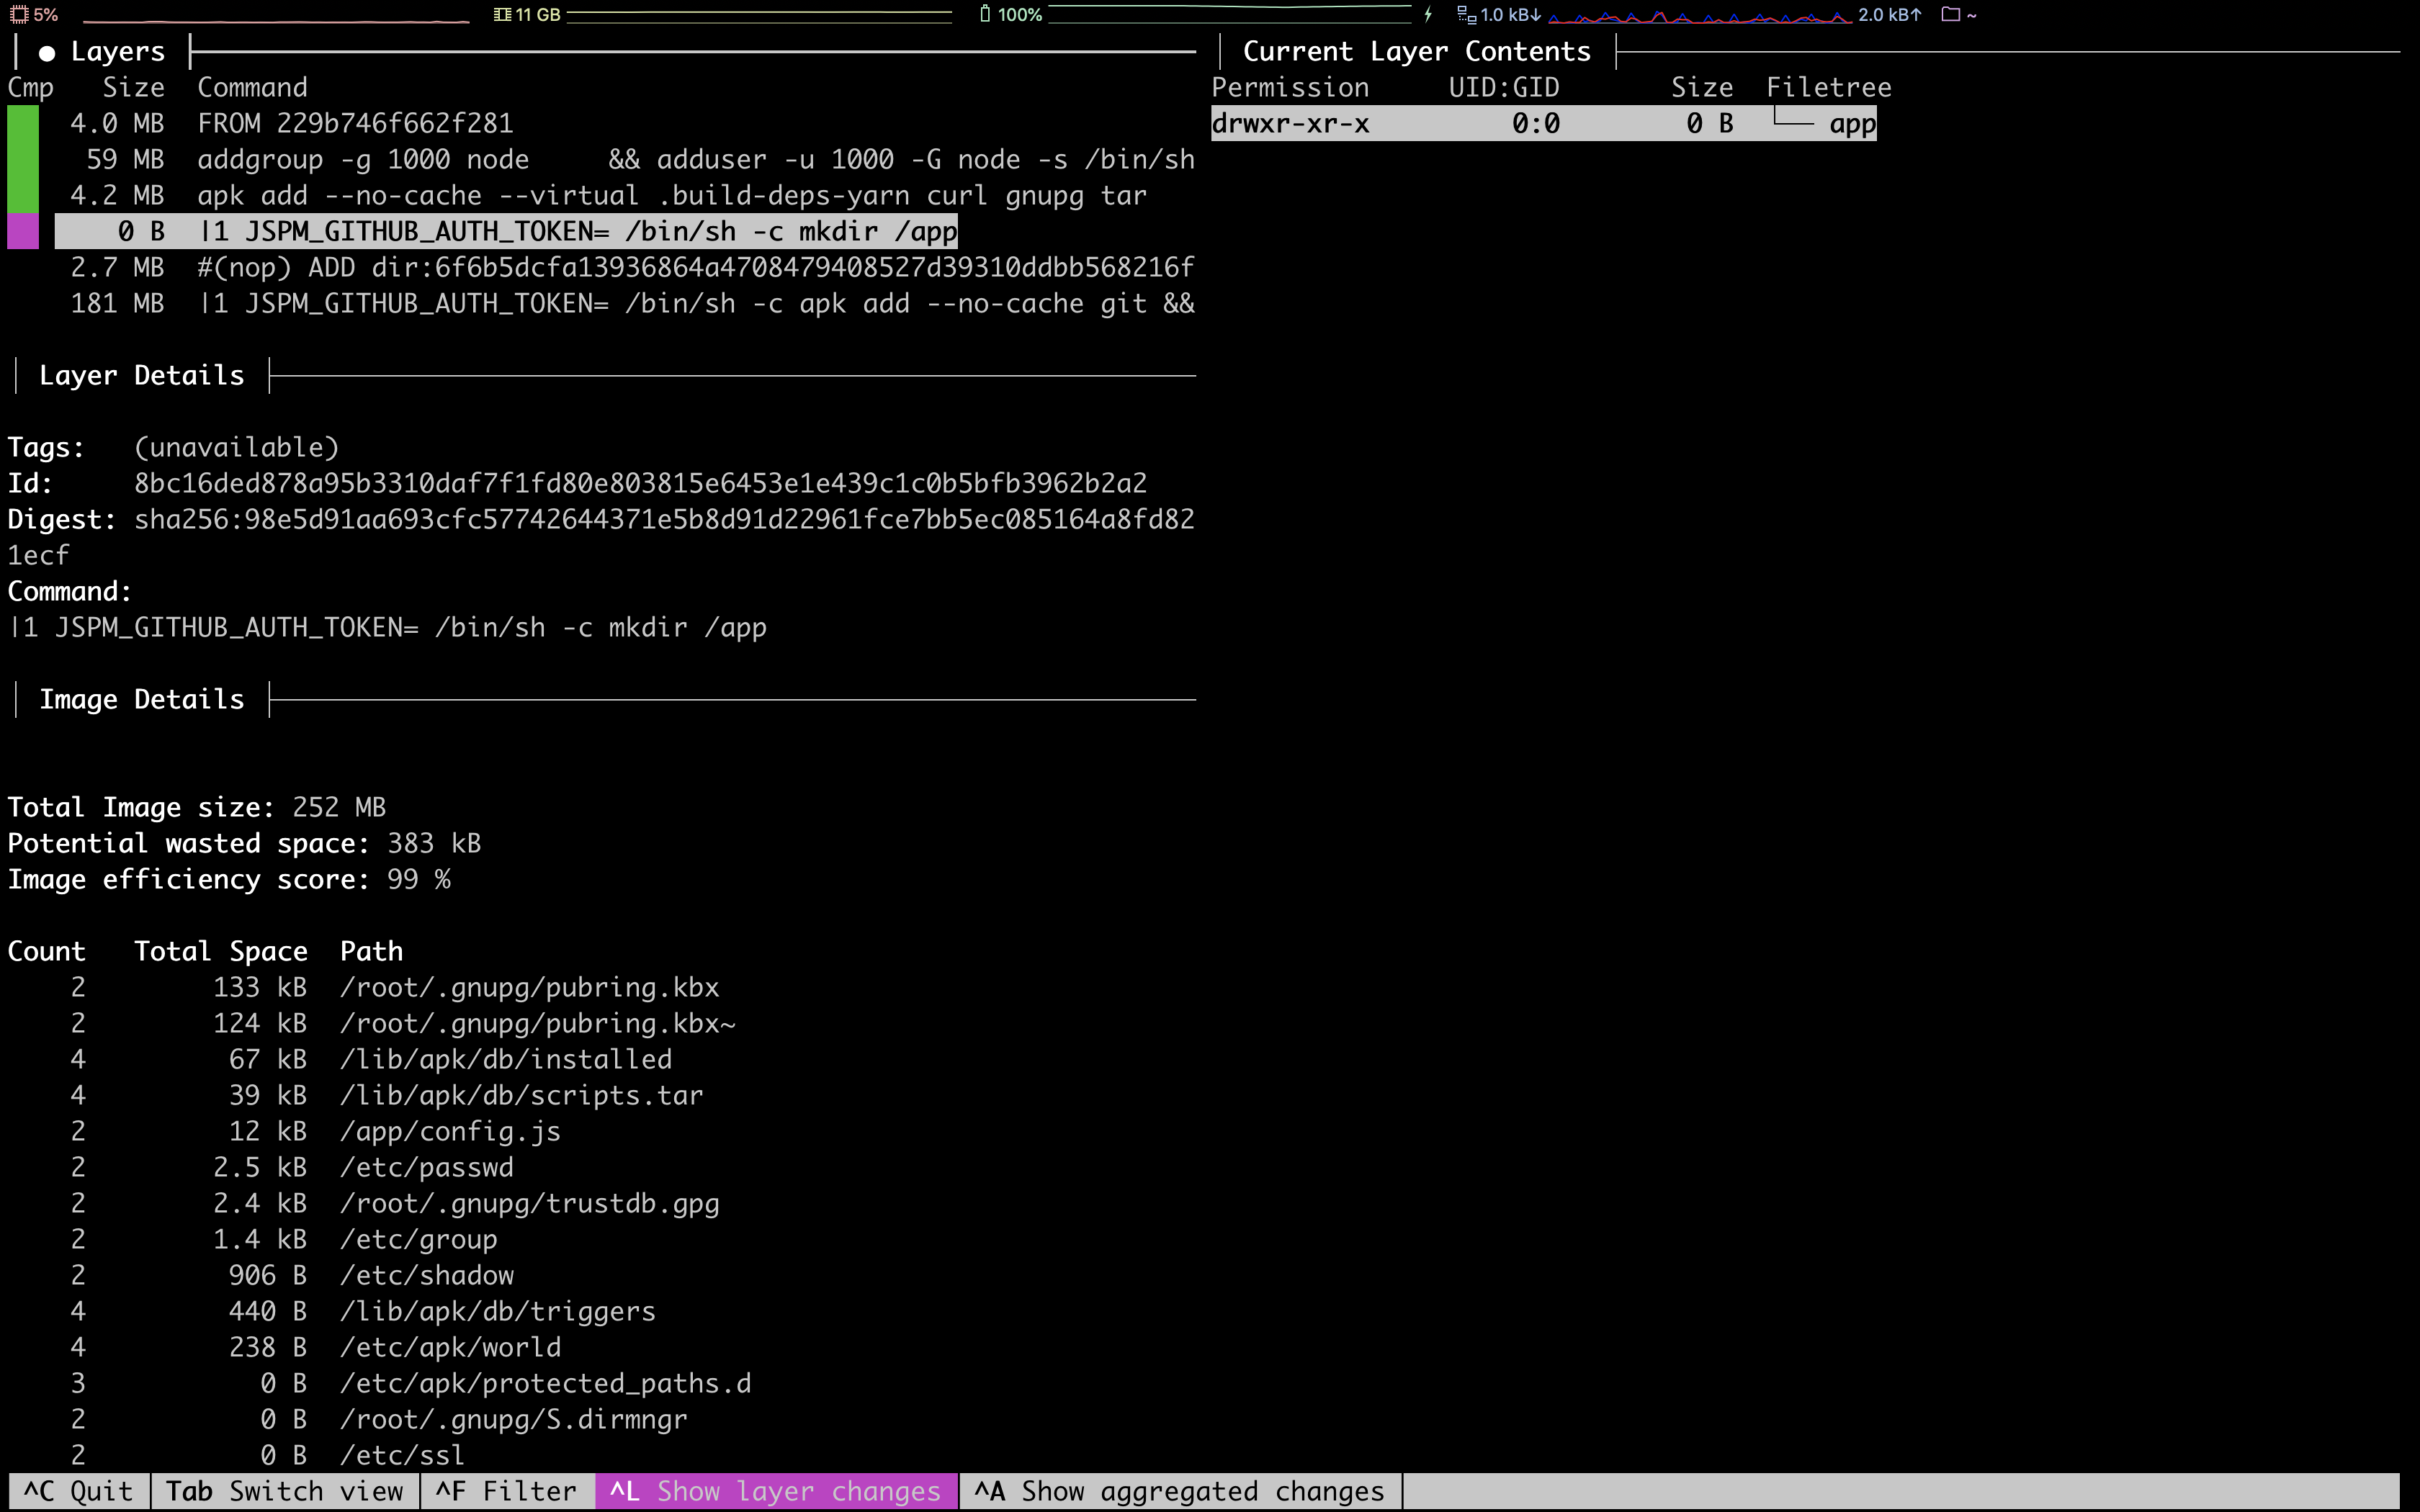 5% 11 GB 100% 1.0 kB↓ 2.0 kB↑ ~
● Layers
Cmp Size Command
4.0 MB FROM 229b746f662f281
59 MB addgroup -g 1000 node && adduser -u 1000 -G node -s /bin/sh
4.2 MB apk add --no-cache --virtual .build-deps-yarn curl gnupg tar
0 B |1 JSPM_GITHUB_AUTH_TOKEN= /bin/sh -c mkdir /app
2.7 MB #(nop) ADD dir:6f6b5dcfa13936864a4708479408527d39310ddbb568216f
181 MB |1 JSPM_GITHUB_AUTH_TOKEN= /bin/sh -c apk add --no-cache git &&
Layer Details
Tags: (unavailable)
Id: 8bc16ded878a95b3310daf7f1fd80e803815e6453e1e439c1c0b5bfb3962b2a2
Digest: sha256:98e5d91aa693cfc57742644371e5b8d91d22961fce7bb5ec085164a8fd82
1ecf
Command:
|1 JSPM_GITHUB_AUTH_TOKEN= /bin/sh -c mkdir /app
Image Details
Total Image size: 252 MB
Potential wasted space: 383 kB
Image efficiency score: 99 %
Count Total Space Path
2 133 kB /root/.gnupg/pubring.kbx
2 124 kB /root/.gnupg/pubring.kbx~
4 67 kB /lib/apk/db/installed
4 39 kB /lib/apk/db/scripts.tar
2 12 kB /app/config.js
2 2.5 kB /etc/passwd
2 2.4 kB /root/.gnupg/trustdb.gpg
2 1.4 kB /etc/group
2 906 B /etc/shadow
4 440 B /lib/apk/db/triggers
4 238 B /etc/apk/world
3 0 B /etc/apk/protected_paths.d
2 0 B /root/.gnupg/S.dirmngr
2 0 B /etc/ssl
Current Layer Contents
Permission UID:GID Size Filetree
drwxr-xr-x 0:0 0 B └── app
^C Quit Tab Switch view ^F Filter ^L Show layer changes ^A Show aggregated changes